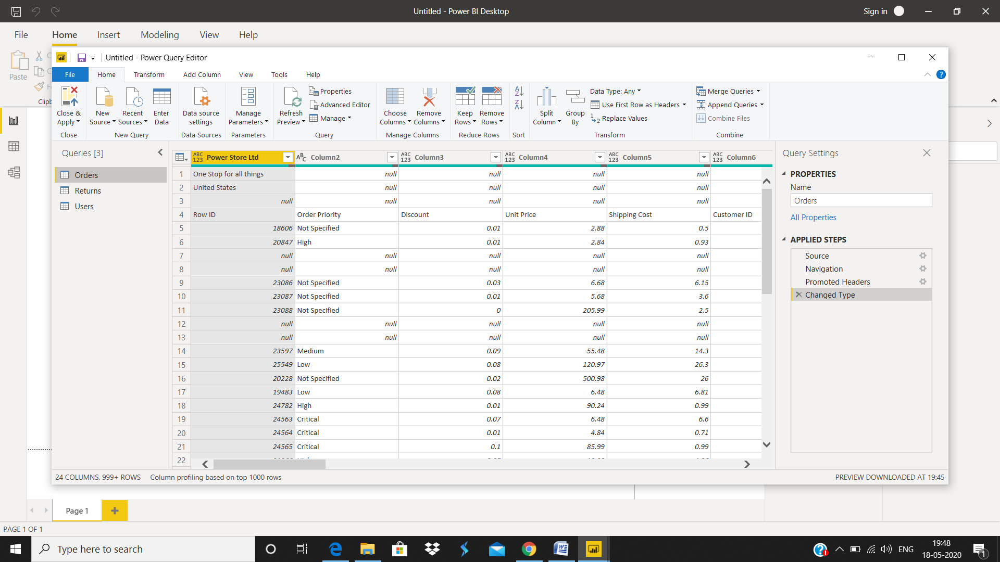 Untitled - Power BI Desktop
Sign in
File Home Insert Modeling View Help
Paste
Clipb
Untitled - Power Query Editor
File Home Transform Add Column View Tools Help
Close & Apply
New Source
Recent Sources
Enter Data
Data source settings
Manage Parameters
Refresh Preview
Properties
Advanced Editor
Manage
Choose Columns
Remove Columns
Keep Rows
Remove Rows
Split Column
Group By
Data Type: Any
Use First Row as Headers
Replace Values
Merge Queries
Append Queries
Combine Files
Close New Query Data Sources Parameters Query Manage Columns Reduce Rows Sort Transform Combine
Queries [3]
Orders
Returns
Users
ABC 123 Power Store Ltd ABC Column2 ABC 123 Column3 ABC 123 Column4 ABC 123 Column5 ABC 123 Column6
1 One Stop for all things null null null null
2 United States null null null null
3 null null null null null
4 Row ID Order Priority Discount Unit Price Shipping Cost Customer ID
5 18606 Not Specified 0.01 2.88 0.5
6 20847 High 0.01 2.84 0.93
7 null null null null null
8 null null null null null
9 23086 Not Specified 0.03 6.68 6.15
10 23087 Not Specified 0.01 5.68 3.6
11 23088 Not Specified 0 205.99 2.5
12 null null null null null
13 null null null null null
14 23597 Medium 0.09 55.48 14.3
15 25549 Low 0.08 120.97 26.3
16 20228 Not Specified 0.02 500.98 26
17 19483 Low 0.08 6.48 6.81
18 24782 High 0.01 90.24 0.99
19 24563 Critical 0.07 6.48 6.6
20 24564 Critical 0.01 4.84 0.71
21 24565 Critical 0.1 85.99 0.99
22
Query Settings
PROPERTIES
Name
Orders
All Properties
APPLIED STEPS
Source
Navigation
Promoted Headers
Changed Type
24 COLUMNS, 999+ ROWS Column profiling based on top 1000 rows
PREVIEW DOWNLOADED AT 19:45
Page 1
PAGE 1 OF 1
Type here to search
ENG
19:48
18-05-2020
1